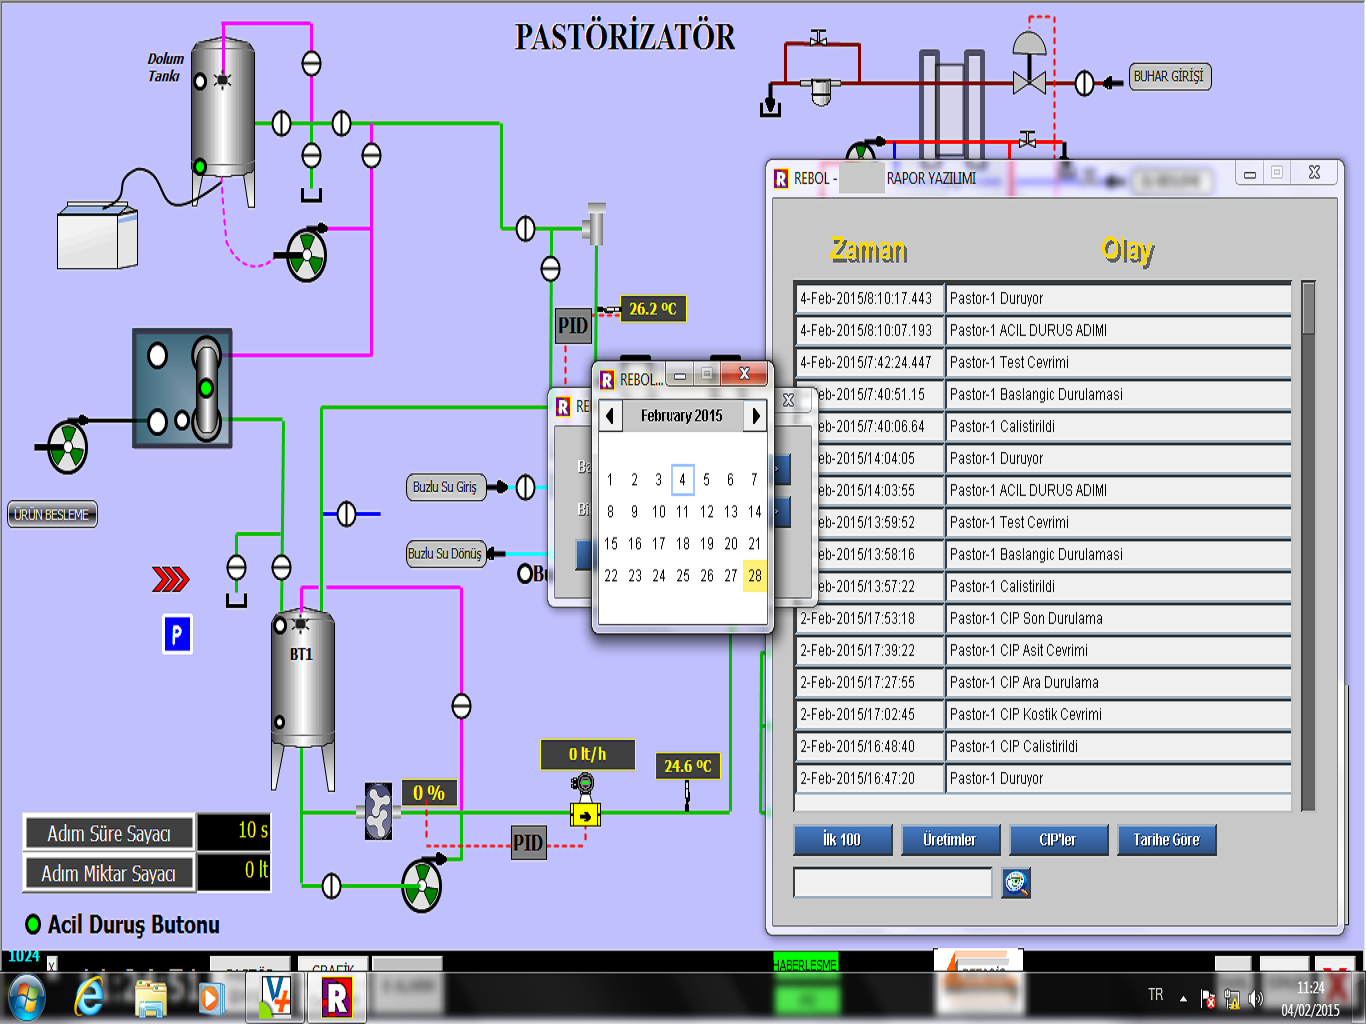 PASTÖRİZATÖR
Dolum
Tankı
BUHAR GİRİŞİ
26.2 ºC
PID
ÜRÜN BESLEME
Buzlu Su Giriş
Buzlu Su Dönüş
P
BT1
0 %
0 lt/h
24.6 ºC
PID
Adım Süre Sayacı
10 s
Adım Miktar Sayacı
0 lt
Acil Duruş Butonu
REBOL...
February 2015
1 2 3 4 5 6 7
8 9 10 11 12 13 14
15 16 17 18 19 20 21
22 23 24 25 26 27 28
REBOL - RAPOR YAZILIMI
Zaman Olay
4-Feb-2015/8:10:17.443 Pastor-1 Duruyor
4-Feb-2015/8:10:07.193 Pastor-1 ACIL DURUS ADIMI
4-Feb-2015/7:42:24.447 Pastor-1 Test Cevrimi
eb-2015/7:40:51.15 Pastor-1 Baslangic Durulamasi
eb-2015/7:40:06.64 Pastor-1 Calistirildi
eb-2015/14:04:05 Pastor-1 Duruyor
eb-2015/14:03:55 Pastor-1 ACIL DURUS ADIMI
eb-2015/13:59:52 Pastor-1 Test Cevrimi
eb-2015/13:58:16 Pastor-1 Baslangic Durulamasi
eb-2015/13:57:22 Pastor-1 Calistirildi
2-Feb-2015/17:53:18 Pastor-1 CIP Son Durulama
2-Feb-2015/17:39:22 Pastor-1 CIP Asit Cevrimi
2-Feb-2015/17:27:55 Pastor-1 CIP Ara Durulama
2-Feb-2015/17:02:45 Pastor-1 CIP Kostik Cevrimi
2-Feb-2015/16:48:40 Pastor-1 CIP Calistirildi
2-Feb-2015/16:47:20 Pastor-1 Duruyor
İlk 100 Üretimler CIP'ler Tarihe Göre
1024
GRAFİK
HABERLEŞME
TR
11:24
04/02/2015